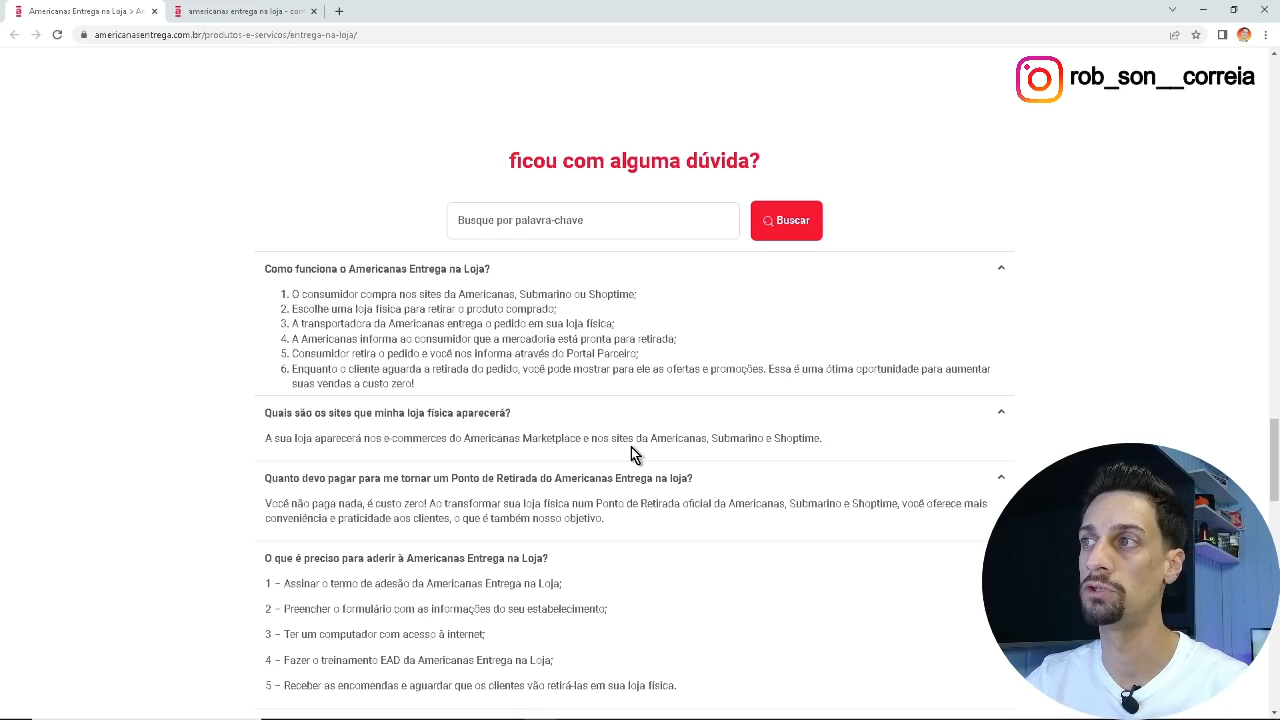 Americanas Entrega na Loja > Am
americanas entrega na loja - con
americanasentrega.com.br/produtos-e-servicos/entrega-na-loja/
rob_son__correia
ficou com alguma dúvida?
Busque por palavra-chave
Buscar
Como funciona o Americanas Entrega na Loja?
1. O consumidor compra nos sites da Americanas, Submarino ou Shoptime;
2. Escolhe uma loja física para retirar o produto comprado;
3. A transportadora da Americanas entrega o pedido em sua loja física;
4. A Americanas informa ao consumidor que a mercadoria está pronta para retirada;
5. Consumidor retira o pedido e você nos informa através do Portal Parceiro;
6. Enquanto o cliente aguarda a retirada do pedido, você pode mostrar para ele as ofertas e promoções. Essa é uma ótima oportunidade para aumentar
suas vendas a custo zero!
Quais são os sites que minha loja física aparecerá?
A sua loja aparecerá nos e-commerces do Americanas Marketplace e nos sites da Americanas, Submarino e Shoptime.
Quanto devo pagar para me tornar um Ponto de Retirada do Americanas Entrega na loja?
Você não paga nada, é custo zero! Ao transformar sua loja física num Ponto de Retirada oficial da Americanas, Submarino e Shoptime, você oferece mais
conveniência e praticidade aos clientes, o que é também nosso objetivo.
O que é preciso para aderir à Americanas Entrega na Loja?
1 – Assinar o termo de adesão da Americanas Entrega na Loja;
2 – Preencher o formulário com as informações do seu estabelecimento;
3 – Ter um computador com acesso à internet;
4 – Fazer o treinamento EAD da Americanas Entrega na Loja;
5 – Receber as encomendas e aguardar que os clientes vão retirá-las em sua loja física.